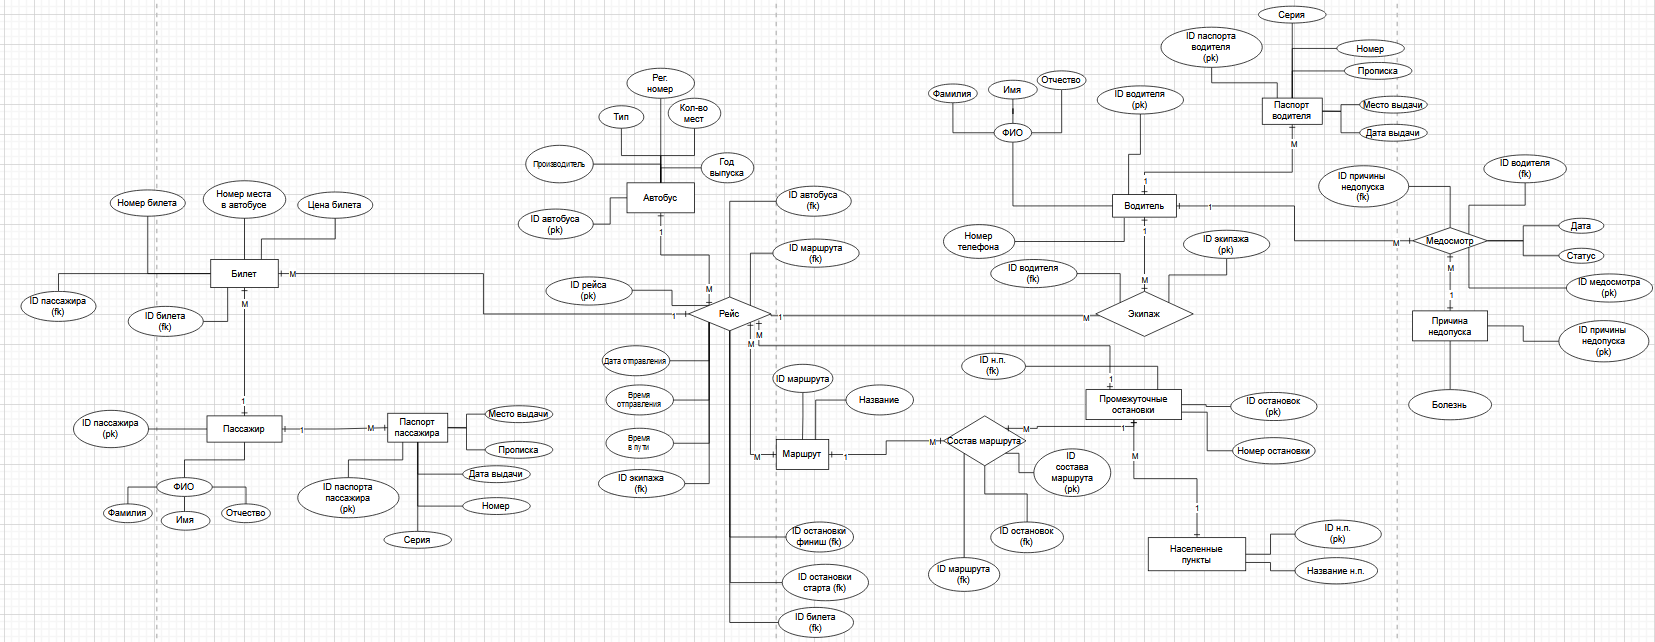 Серия
ID паспорта
водителя
(pk)
Номер
Прописка
Место выдачи
Дата выдачи
Паспорт
водителя
M
Фамилия
Имя
Отчество
ФИО
ID водителя
(pk)
1
Водитель
1
1
Номер
телефона
ID водителя
(fk)
ID экипажа
(pk)
M
Экипаж
M
ID причины
недопуска
(fk)
ID водителя
(fk)
Дата
Статус
ID медосмотра
(pk)
M
Медосмотр
M
1
Причина
недопуска
ID причины
недопуска
(pk)
Болезнь
Рег.
номер
Тип
Кол-во
мест
Производитель
Год
выпуска
Автобус
ID автобуса
(pk)
1
ID автобуса
(fk)
ID маршрута
(fk)
ID рейса
(pk)
M
1
Рейс
1
M
M
Дата отправления
Время
отправления
Время
в пути
ID экипажа
(fk)
ID остановки
финиш (fk)
ID остановки
старта (fk)
ID билета
(fk)
Номер билета
Номер места
в автобусе
Цена билета
Билет
M
ID пассажира
(fk)
ID билета
(fk)
M
1
ID пассажира
(pk)
Пассажир
1
M
Паспорт
пассажира
Место выдачи
Прописка
Дата выдачи
Номер
Серия
ID паспорта
пассажира
(pk)
ФИО
Фамилия
Имя
Отчество
ID маршрута
Название
M
Маршрут
1
M
Состав маршрута
M
1
ID
состава
маршрута
(pk)
ID остановок
(fk)
ID маршрута
(fk)
ID н.п.
(fk)
1
Промежуточные
остановки
ID остановок
(pk)
Номер остановки
M
1
Населенные
пункты
ID н.п.
(pk)
Название н.п.